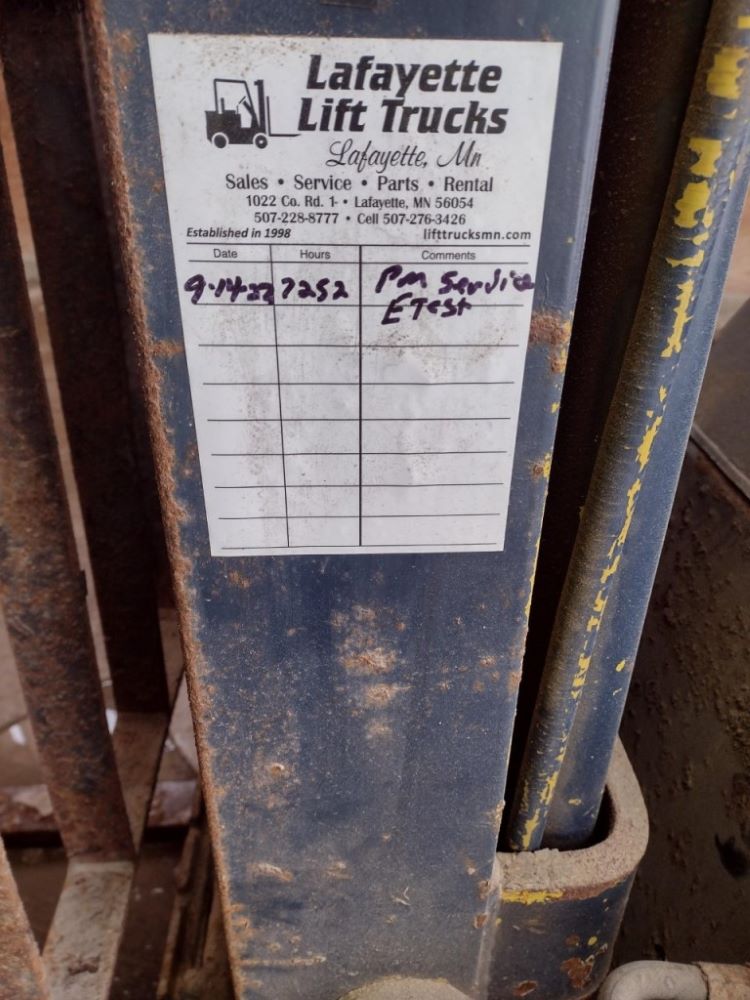 Lafayette
Lift Trucks
Lafayette, Mn
Sales • Service • Parts • Rental
1022 Co. Rd. 1- • Lafayette, MN 56054
507-228-8777 • Cell 507-276-3426
Established in 1998 lifttrucksmn.com
Date Hours Comments
9-14-22 7252 PM Service
ETest